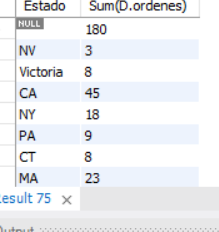 Estado Sum(D.ordenes)
NULL 180
NV 3
Victoria 8
CA 45
NY 18
PA 9
CT 8
MA 23
Result 75 ×
Output